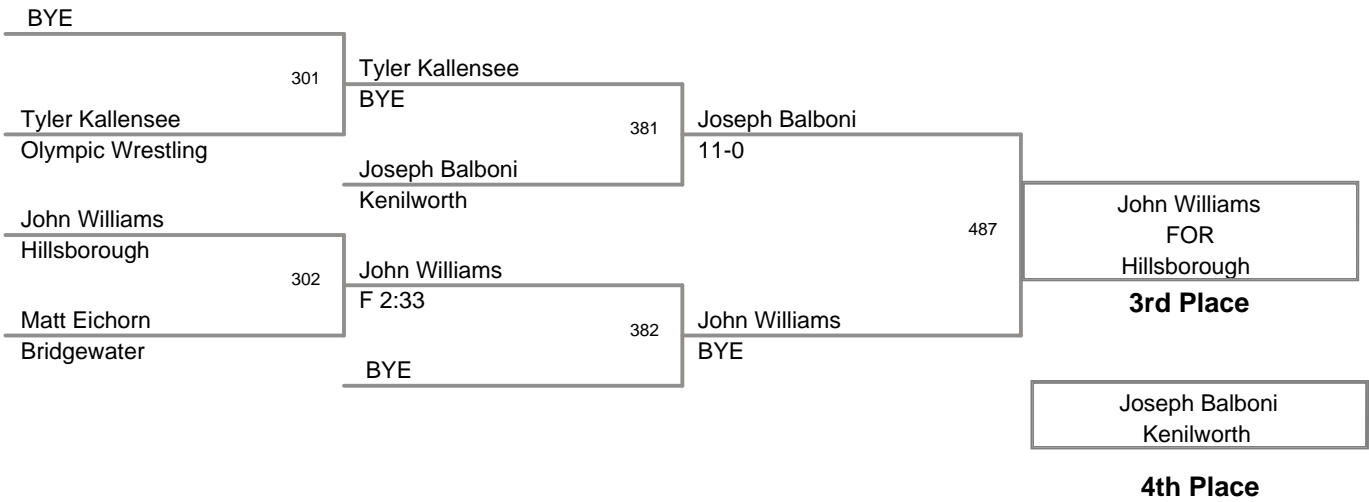 BYE
301
Tyler Kallensee
BYE
Tyler Kallensee
Olympic Wrestling
381
Joseph Balboni
11-0
Joseph Balboni
Kenilworth
John Williams
Hillsborough
302
John Williams
F 2:33
Matt Eichorn
Bridgewater
382
John Williams
BYE
BYE
487
John Williams
FOR
Hillsborough
3rd Place
Joseph Balboni
Kenilworth
4th Place